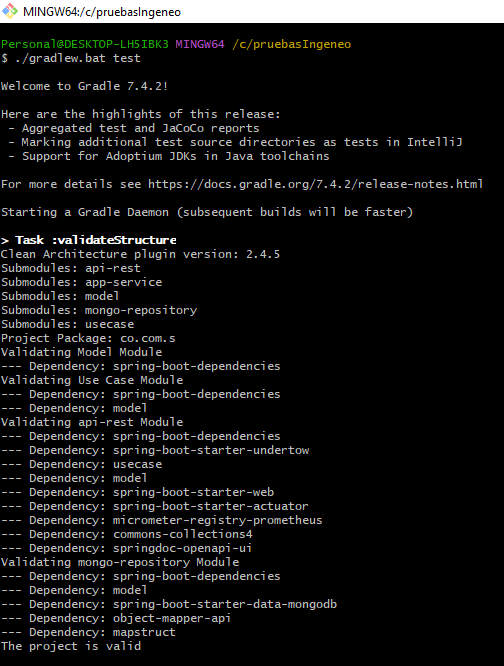 MINGW64:/c/pruebasIngeneo
Personal@DESKTOP-LH5IBK3 MINGW64 /c/pruebasIngeneo
$ ./gradlew.bat test
Welcome to Gradle 7.4.2!
Here are the highlights of this release:
- Aggregated test and JaCoCo reports
- Marking additional test source directories as tests in IntelliJ
- Support for Adoptium JDKs in Java toolchains
For more details see https://docs.gradle.org/7.4.2/release-notes.html
Starting a Gradle Daemon (subsequent builds will be faster)
> Task :validateStructure
Clean Architecture plugin version: 2.4.5
Submodules: api-rest
Submodules: app-service
Submodules: model
Submodules: mongo-repository
Submodules: usecase
Project Package: co.com.s
Validating Model Module
--- Dependency: spring-boot-dependencies
Validating Use Case Module
--- Dependency: spring-boot-dependencies
--- Dependency: model
Validating api-rest Module
--- Dependency: spring-boot-dependencies
--- Dependency: spring-boot-starter-undertow
--- Dependency: usecase
--- Dependency: model
--- Dependency: spring-boot-starter-web
--- Dependency: spring-boot-starter-actuator
--- Dependency: micrometer-registry-prometheus
--- Dependency: commons-collections4
--- Dependency: springdoc-openapi-ui
Validating mongo-repository Module
--- Dependency: spring-boot-dependencies
--- Dependency: model
--- Dependency: spring-boot-starter-data-mongodb
--- Dependency: object-mapper-api
--- Dependency: mapstruct
The project is valid